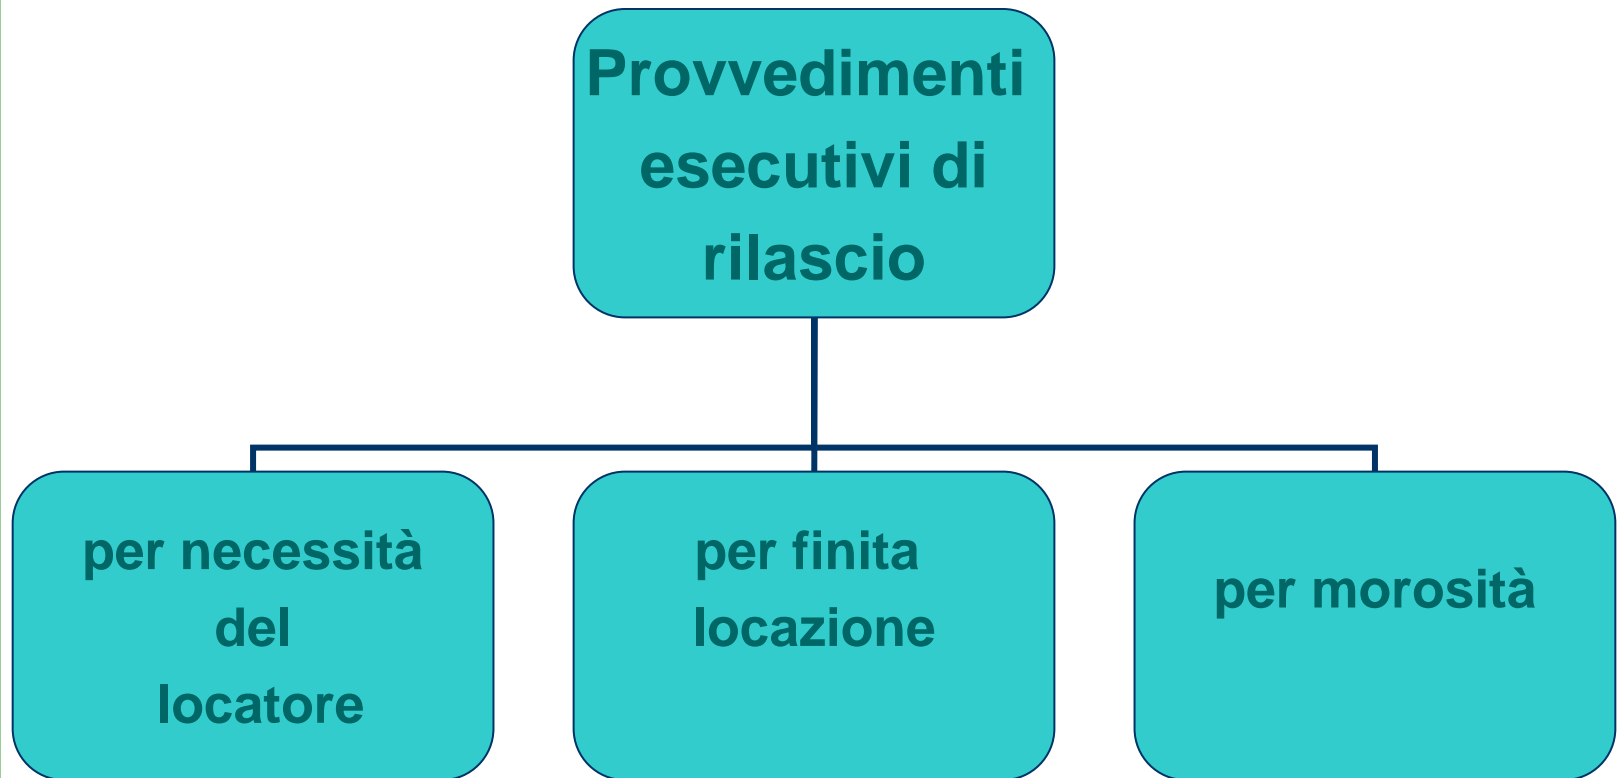 Provvedimenti
esecutivi di
rilascio
per necessità
del
locatore
per finita
locazione
per morosità